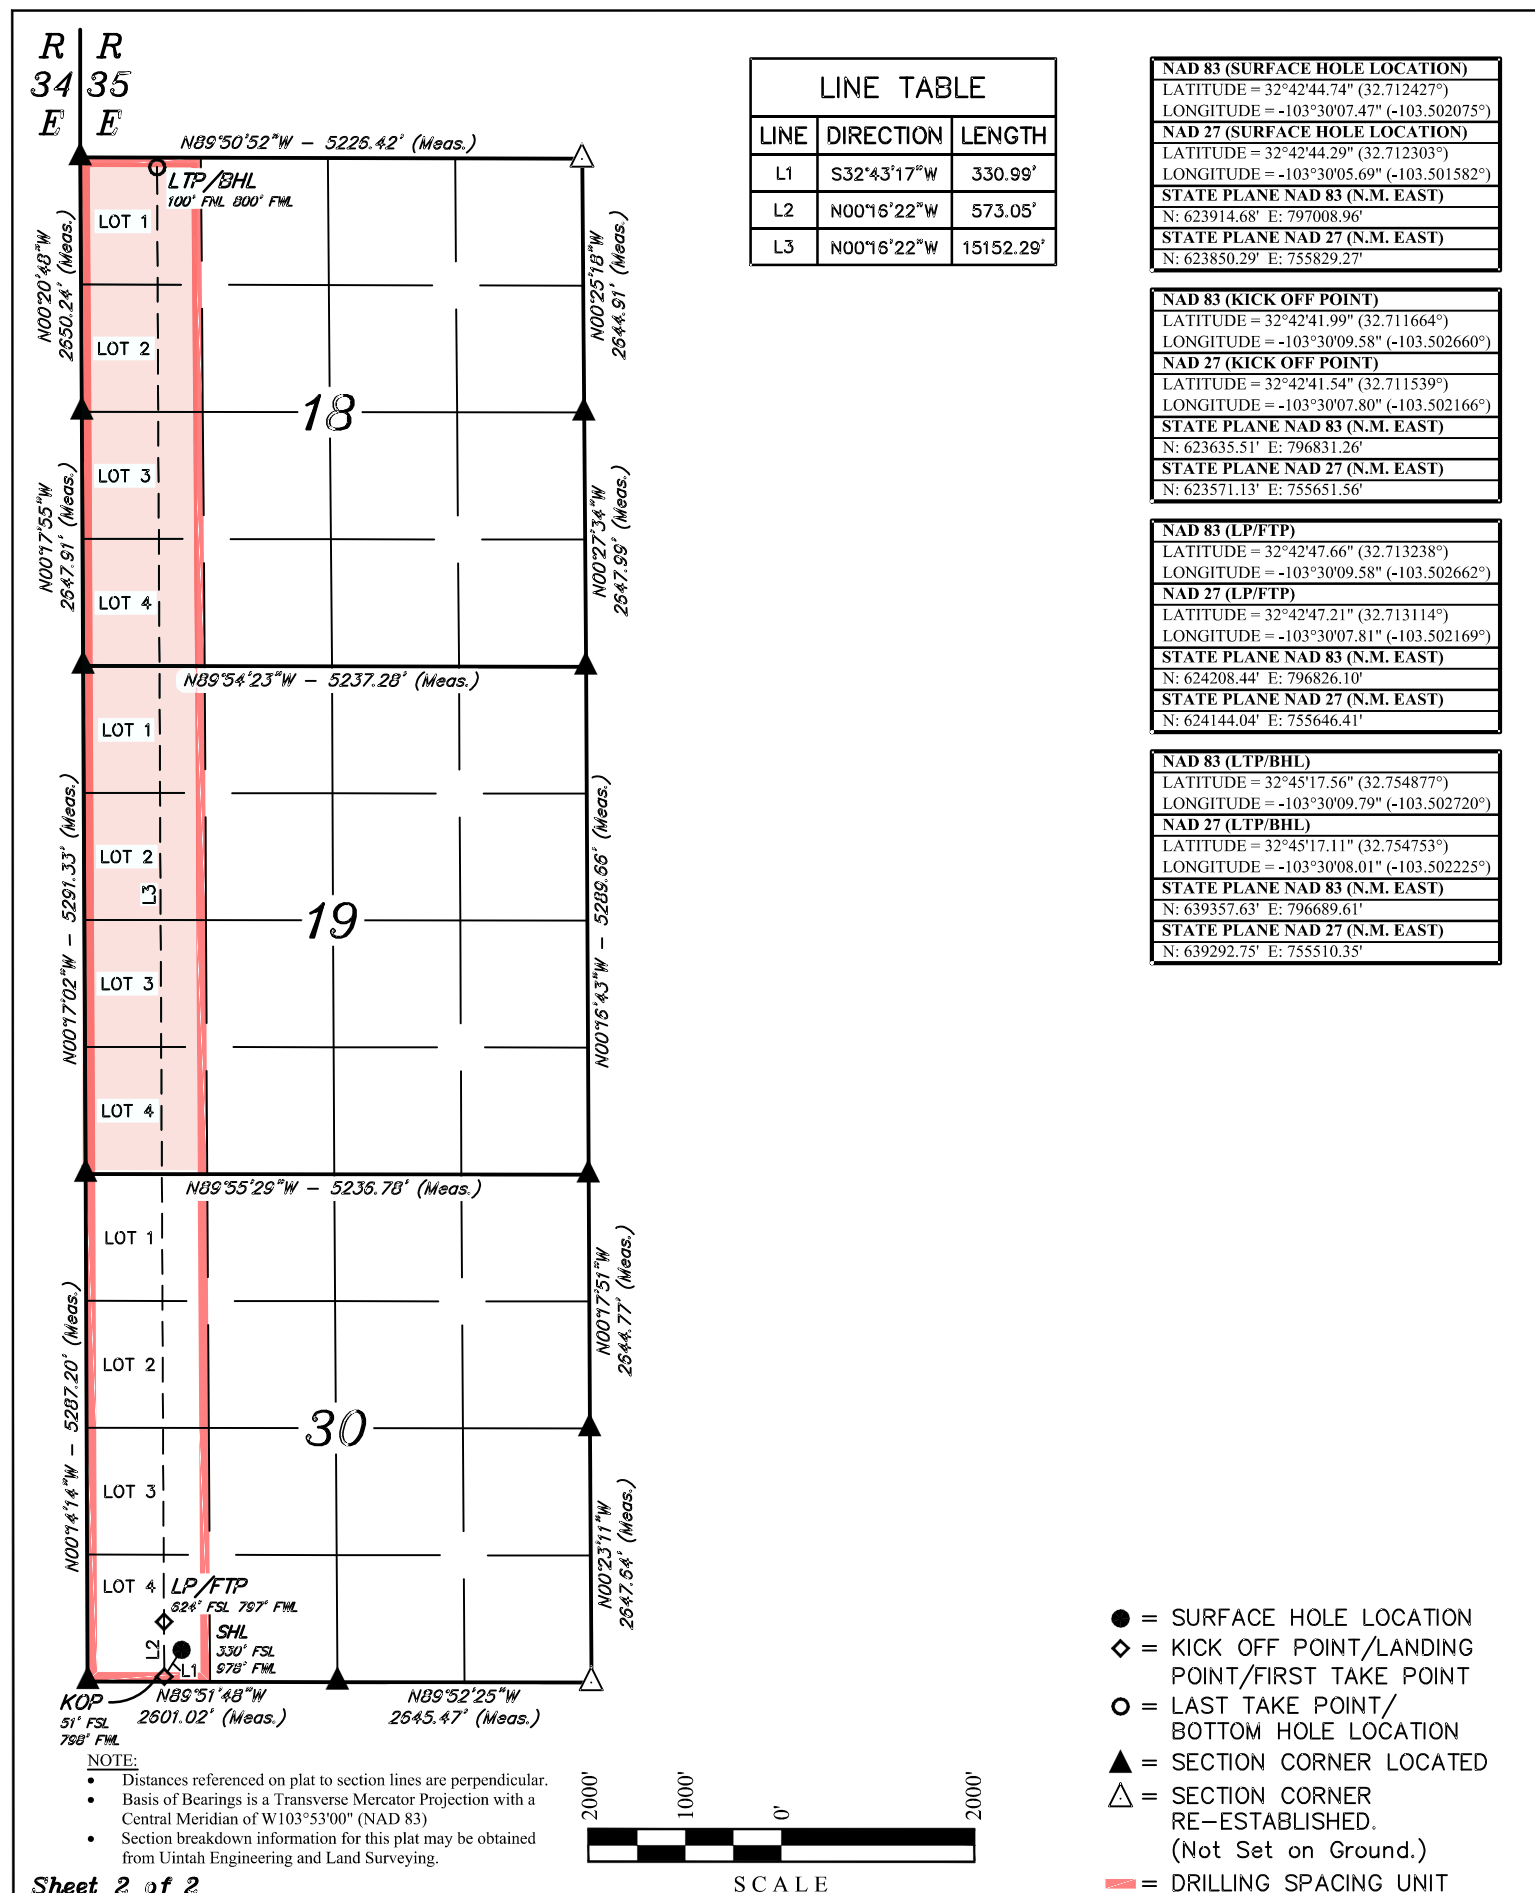 R R
34 35
E E
N89°50'52"W – 5226.42' (Meas.)
LTP/BHL
100' FNL 800' FWL
LOT 1
N00°20'48"W
2650.24' (Meas.)
N00°25'18"W
2644.91' (Meas.)
LOT 2
18
LOT 3
N00°17'55"W
2647.91' (Meas.)
N00°27'34"W
2647.99' (Meas.)
LOT 4
N89°54'23"W – 5237.28' (Meas.)
LOT 1
LOT 2
L3
19
N00°17'02"W – 5291.33' (Meas.)
N00°16'43"W – 5289.66' (Meas.)
LOT 3
LOT 4
N89°55'29"W – 5236.78' (Meas.)
LOT 1
N00°17'51"W
2644.77' (Meas.)
LOT 2
N00°14'14"W – 5287.20' (Meas.)
30
LOT 3
N00°23'11"W
2647.54' (Meas.)
LOT 4
LP/FTP
624' FSL 797' FWL
L2
SHL
330' FSL
978' FWL
L1
KOP
51' FSL
798' FWL
N89°51'48"W
2601.02' (Meas.)
N89°52'25"W
2645.47' (Meas.)
LINE TABLE
LINE DIRECTION LENGTH
L1 S32°43'17"W 330.99'
L2 N00°16'22"W 573.05'
L3 N00°16'22"W 15152.29'
NAD 83 (SURFACE HOLE LOCATION)
LATITUDE = 32°42'44.74" (32.712427°)
LONGITUDE = -103°30'07.47" (-103.502075°)
NAD 27 (SURFACE HOLE LOCATION)
LATITUDE = 32°42'44.29" (32.712303°)
LONGITUDE = -103°30'05.69" (-103.501582°)
STATE PLANE NAD 83 (N.M. EAST)
N: 623914.68' E: 797008.96'
STATE PLANE NAD 27 (N.M. EAST)
N: 623850.29' E: 755829.27'
NAD 83 (KICK OFF POINT)
LATITUDE = 32°42'41.99" (32.711664°)
LONGITUDE = -103°30'09.58" (-103.502660°)
NAD 27 (KICK OFF POINT)
LATITUDE = 32°42'41.54" (32.711539°)
LONGITUDE = -103°30'07.80" (-103.502166°)
STATE PLANE NAD 83 (N.M. EAST)
N: 623635.51' E: 796831.26'
STATE PLANE NAD 27 (N.M. EAST)
N: 623571.13' E: 755651.56'
NAD 83 (LP/FTP)
LATITUDE = 32°42'47.66" (32.713238°)
LONGITUDE = -103°30'09.58" (-103.502662°)
NAD 27 (LP/FTP)
LATITUDE = 32°42'47.21" (32.713114°)
LONGITUDE = -103°30'07.81" (-103.502169°)
STATE PLANE NAD 83 (N.M. EAST)
N: 624208.44' E: 796826.10'
STATE PLANE NAD 27 (N.M. EAST)
N: 624144.04' E: 755646.41'
NAD 83 (LTP/BHL)
LATITUDE = 32°45'17.56" (32.754877°)
LONGITUDE = -103°30'09.79" (-103.502720°)
NAD 27 (LTP/BHL)
LATITUDE = 32°45'17.11" (32.754753°)
LONGITUDE = -103°30'08.01" (-103.502225°)
STATE PLANE NAD 83 (N.M. EAST)
N: 639357.63' E: 796689.61'
STATE PLANE NAD 27 (N.M. EAST)
N: 639292.75' E: 755510.35'
NOTE:
• Distances referenced on plat to section lines are perpendicular.
• Basis of Bearings is a Transverse Mercator Projection with a
Central Meridian of W103°53'00" (NAD 83)
• Section breakdown information for this plat may be obtained
from Uintah Engineering and Land Surveying.
Sheet 2 of 2
2000' 1000' 0' 2000'
SCALE
= SURFACE HOLE LOCATION
= KICK OFF POINT/LANDING
POINT/FIRST TAKE POINT
= LAST TAKE POINT/
BOTTOM HOLE LOCATION
= SECTION CORNER LOCATED
= SECTION CORNER
RE-ESTABLISHED.
(Not Set on Ground.)
= DRILLING SPACING UNIT